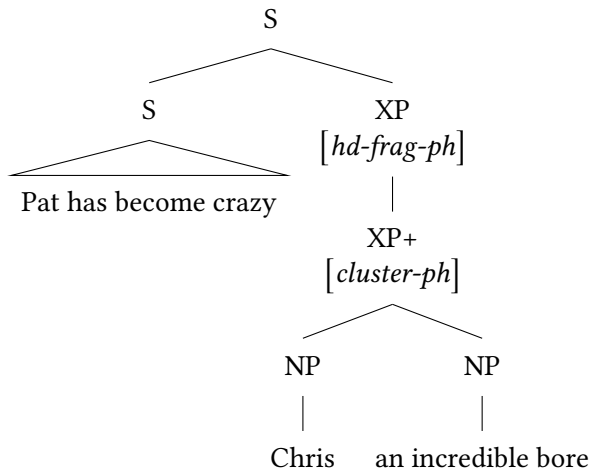 S
S XP
[hd-frag-ph]
Pat has become crazy
XP+
[cluster-ph]
NP NP
Chris an incredible bore